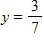 y = 3/7